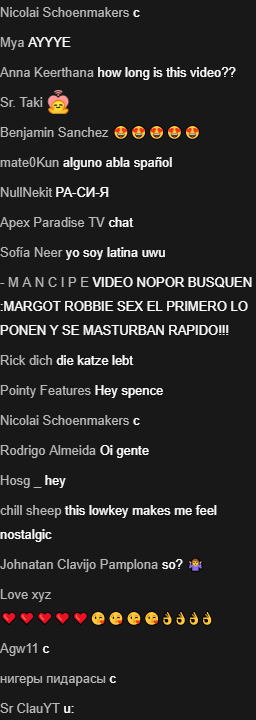 Nicolai Schoenmakers c
Mya AYYYE
Anna Keerthana how long is this video??
Sr. Taki
Benjamin Sanchez 🤩🤩🤩🤩🤩
mate0Kun alguno abla spañol
NullNekit РА-СИ-Я
Apex Paradise TV chat
Sofía Neer yo soy latina uwu
- M A N C I P E VIDEO NOPOR BUSQUEN
:MARGOT ROBBIE SEX EL PRIMERO LO
PONEN Y SE MASTURBAN RAPIDO!!!
Rick dich die katze lebt
Pointy Features Hey spence
Nicolai Schoenmakers c
Rodrigo Almeida Oi gente
Hosg _ hey
chill sheep this lowkey makes me feel
nostalgic
Johnatan Clavijo Pamplona so? 🤷🏽‍♀️
Love xyz
❤❤❤❤❤😘😘😘😘👌👌👌👌
Agw11 c
нигеры пидарасы c
Sr ClauYT u: